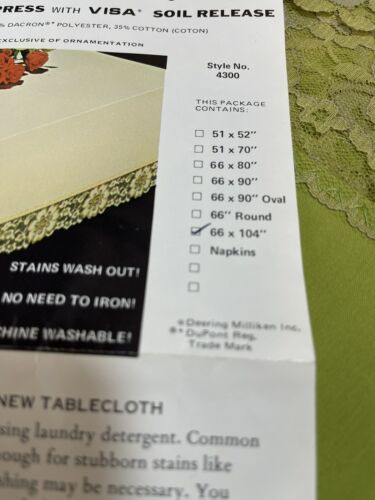 PRESS WITH VISA* SOIL RELEASE
% DACRON®* POLYESTER, 35% COTTON (COTON)
EXCLUSIVE OF ORNAMENTATION
Style No.
4300
THIS PACKAGE
CONTAINS:
51 x 52"
51 x 70"
66 x 80"
66 x 90"
66 x 90" Oval
66" Round
66 x 104"
Napkins
STAINS WASH OUT!
NO NEED TO IRON!
CHINE WASHABLE!
*Deering Milliken Inc.
®*DuPont Reg.
Trade Mark
NEW TABLECLOTH
sing laundry detergent. Common
ough for stubborn stains like
shing may be necessary. You